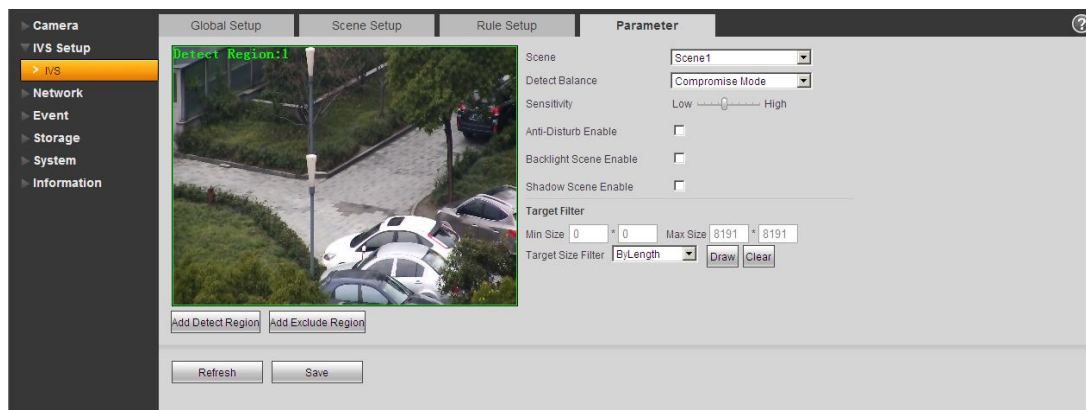 Camera
IVS Setup
> IVS
Network
Event
Storage
System
Information
Global Setup
Scene Setup
Rule Setup
Parameter
?
Detect Region:1
Scene Scene1
Detect Balance Compromise Mode
Sensitivity Low High
Anti-Disturb Enable
Backlight Scene Enable
Shadow Scene Enable
Target Filter
Min Size 0 * 0 Max Size 8191 * 8191
Target Size Filter ByLength Draw Clear
Add Detect Region Add Exclude Region
Refresh Save